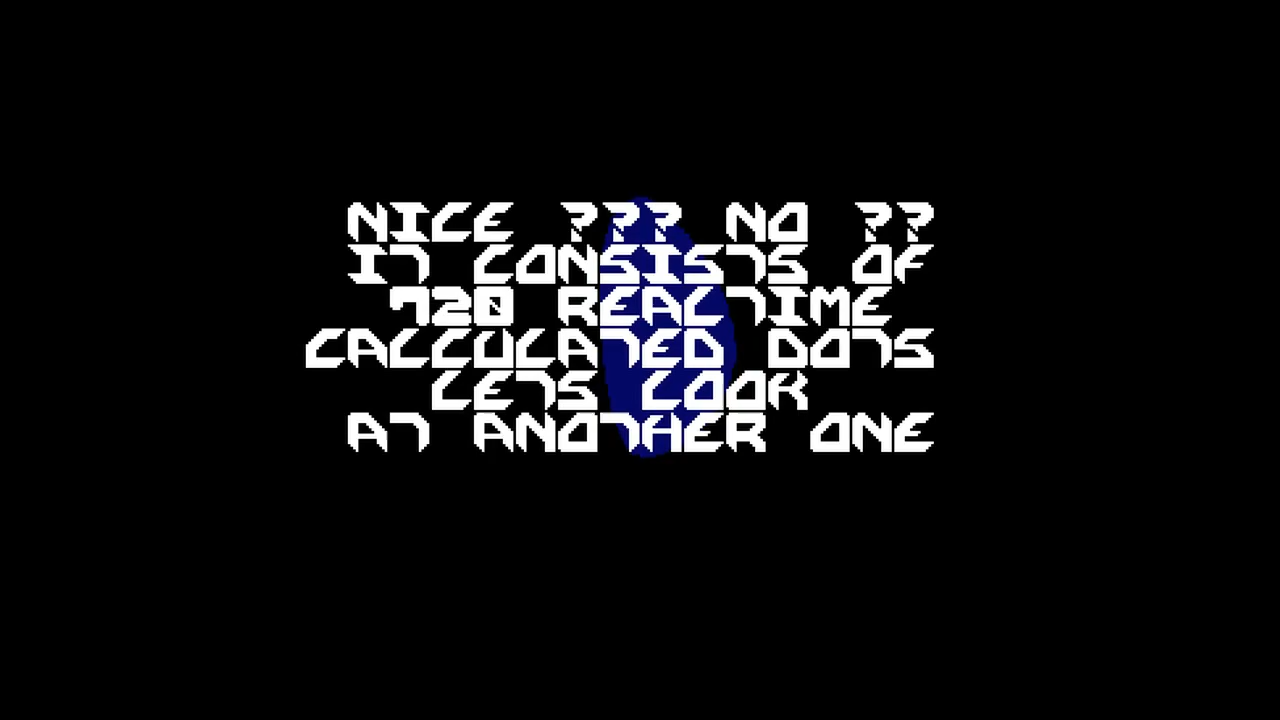 NICE ??? NO ??
IT CONSISTS OF
720 REALTIME
CALCULATED DOTS
LETS LOOK
AT ANOTHER ONE